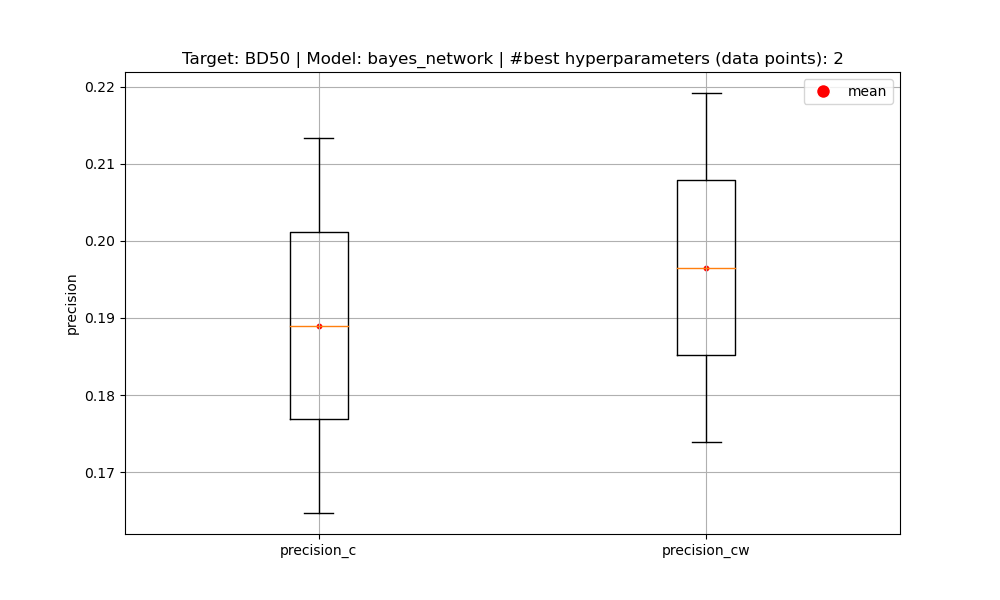 Target: BD50 | Model: bayes_network | #best hyperparameters (data points): 2
mean
0.22
0.21
0.20
0.19
0.18
0.17
precision
precision_c
precision_cw